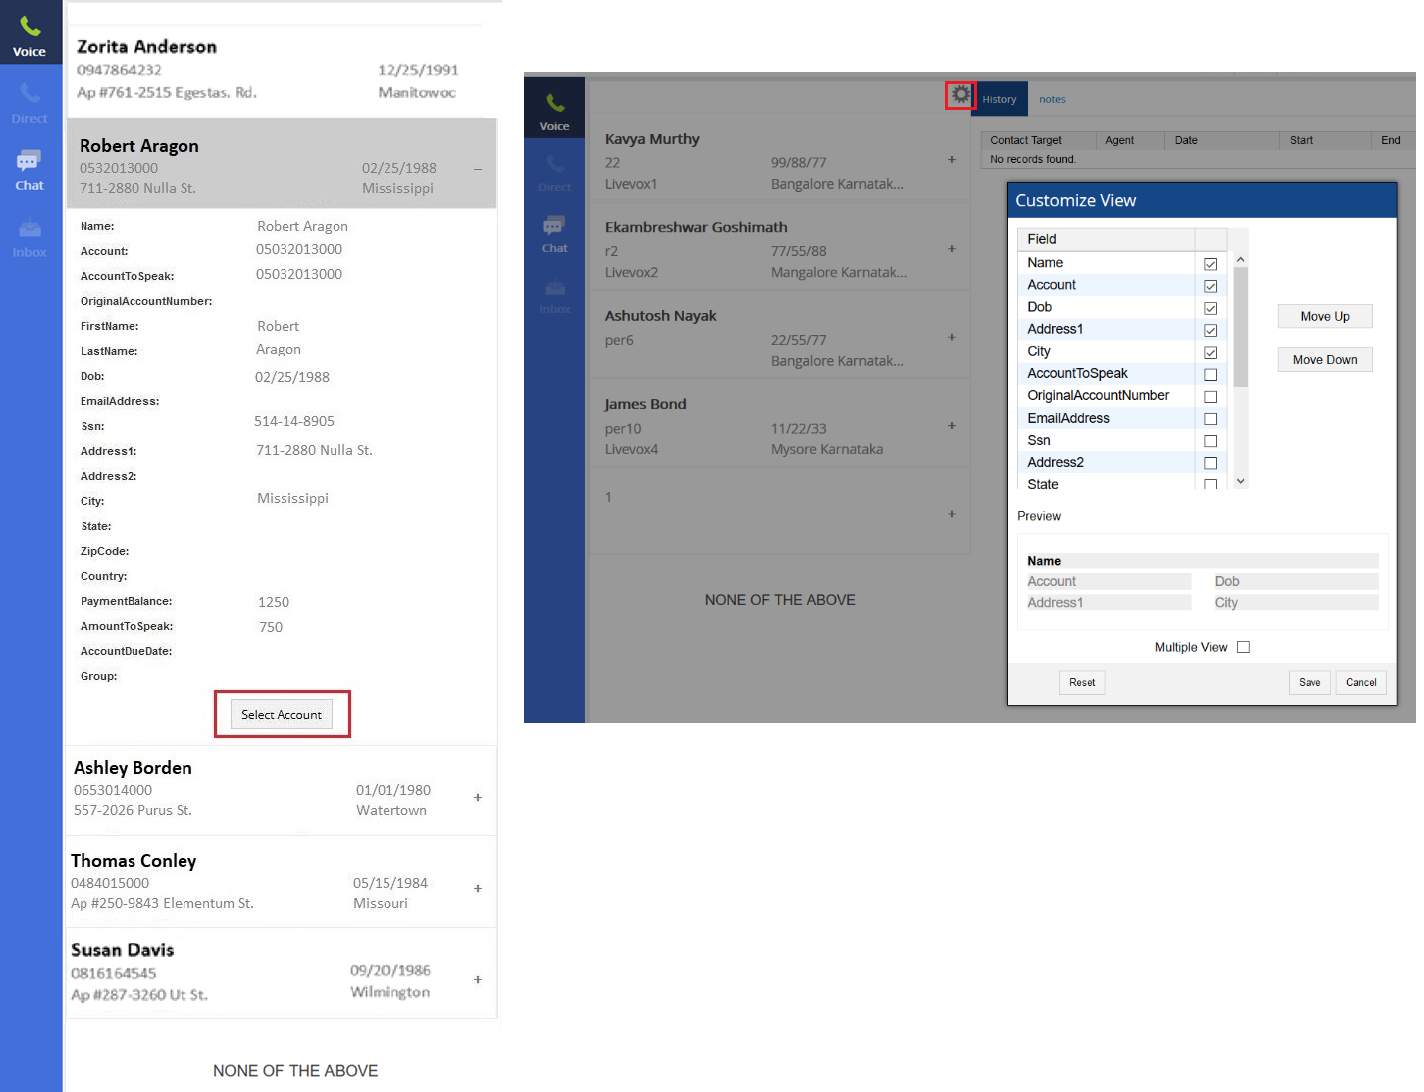 Voice
Direct
Chat
Inbox
Zorita Anderson
0947864232 12/25/1991
Ap #761-2515 Egestas. Rd. Manitowoc
Robert Aragon
0532013000 02/25/1988 –
711-2880 Nulla St. Mississippi
Name: Robert Aragon
Account: 05032013000
AccountToSpeak: 05032013000
OriginalAccountNumber:
FirstName: Robert
LastName: Aragon
Dob: 02/25/1988
EmailAddress:
Ssn: 514-14-8905
Address1: 711-2880 Nulla St.
Address2:
City: Mississippi
State:
ZipCode:
Country:
PaymentBalance: 1250
AmountToSpeak: 750
AccountDueDate:
Group:
Select Account
Ashley Borden
0653014000 01/01/1980 +
557-2026 Purus St. Watertown
Thomas Conley
0484015000 05/15/1984 +
Ap #250-9843 Elementum St. Missouri
Susan Davis
0816164545 09/20/1986 +
Ap #287-3260 Ut St. Wilmington
NONE OF THE ABOVE
Voice
Direct
Chat
Inbox
Kavya Murthy
22 99/88/77 +
Livevox1 Bangalore Karnatak...
Ekambreshwar Goshimath
r2 77/55/88 +
Livevox2 Mangalore Karnatak...
Ashutosh Nayak
per6 22/55/77 +
Bangalore Karnatak...
James Bond
per10 11/22/33 +
Livevox4 Mysore Karnataka
1
+
NONE OF THE ABOVE
History notes
Contact Target Agent Date Start End
No records found.
Customize View
Field
Name
Account
Dob
Address1
City
AccountToSpeak
OriginalAccountNumber
EmailAddress
Ssn
Address2
State
Move Up
Move Down
Preview
Name
Account Dob
Address1 City
Multiple View
Reset Save Cancel